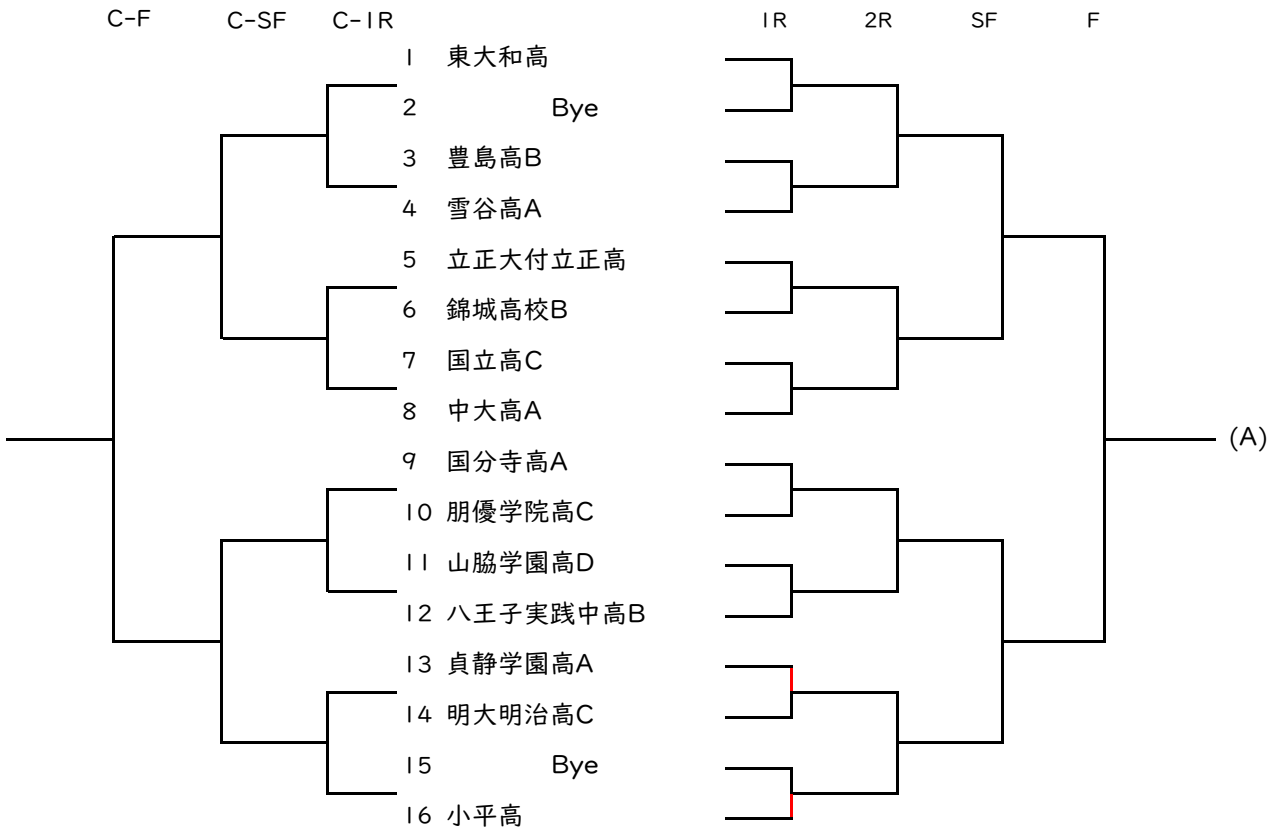 C-F C-SF C-1R 1R 2R SF F
1 東大和高
2 Bye
3 豊島高B
4 雪谷高A
5 立正大付立正高
6 錦城高校B
7 国立高C
8 中大高A
(A)
9 国分寺高A
10 朋優学院高C
11 山脇学園高D
12 八王子実践中高B
13 貞静学園高A
14 明大明治高C
15 Bye
16 小平高